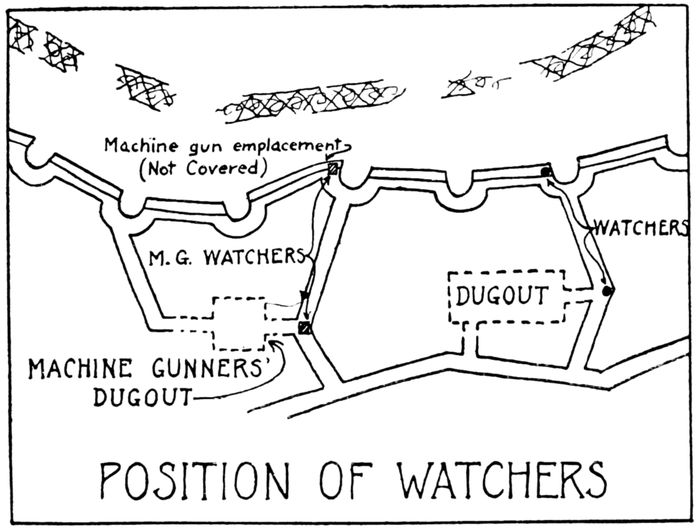 Machine gun emplacement
(Not Covered)
M.G. WATCHERS
WATCHERS
DUGOUT
MACHINE GUNNERS'
DUGOUT
POSITION OF WATCHERS